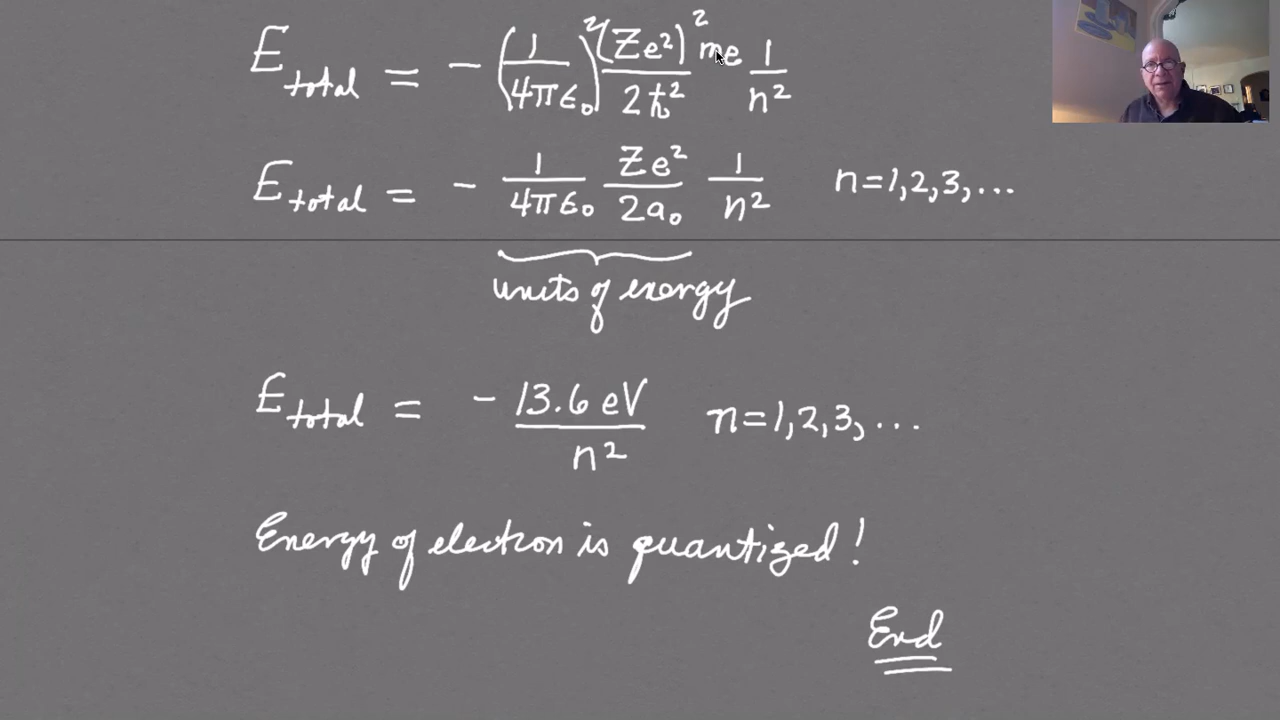 E_total = - (1/4πϵ₀)² (Ze²)²/2ħ² me 1/n²
E_total = - 1/4πϵ₀ Ze²/2a₀ 1/n² n=1,2,3,...
units of energy
E_total = - 13.6 eV/n² n=1,2,3,...
Energy of electron is quantized!
End